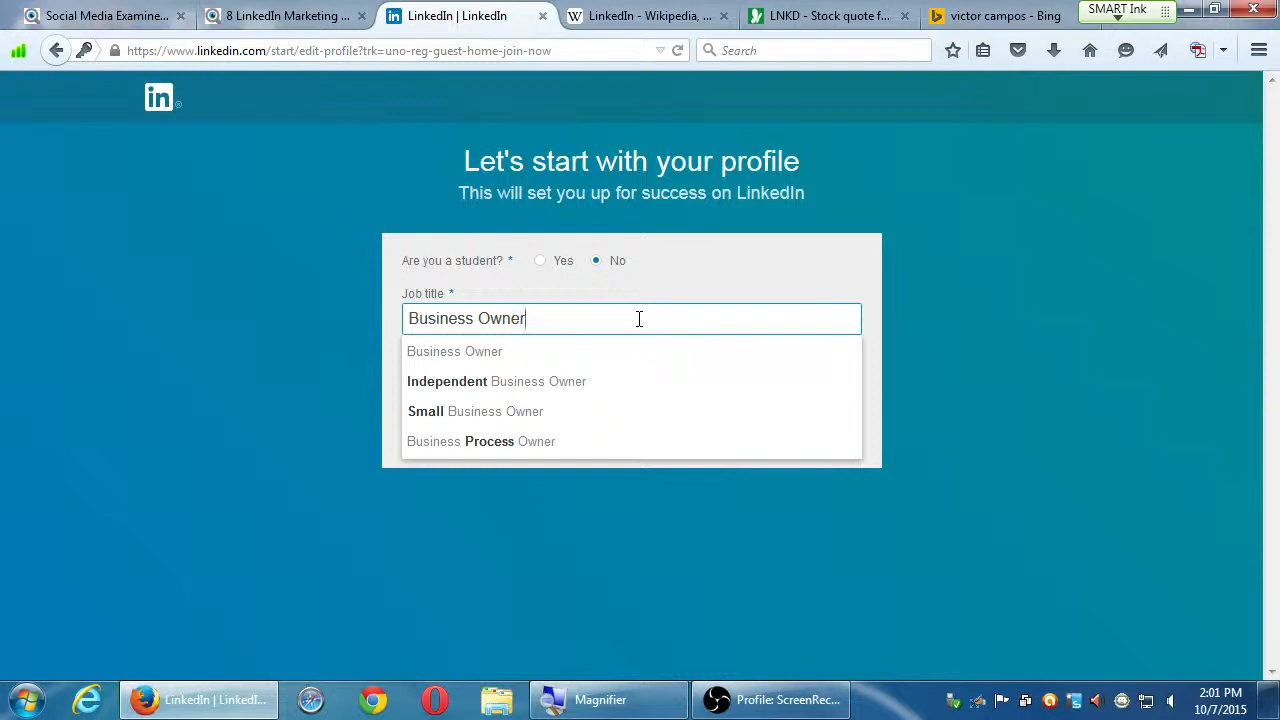 Social Media Engine...
8 LinkedIn Marketing ...
LinkedIn | LinkedIn
LinkedIn - Wikipedia, ...
LNKD - Stock quote f...
victor campos - Bing
SMART Ink
https://www.linkedin.com/start/edit-profile?trk=uno-reg-guest-home-join-now
Search
in
Let's start with your profile
This will set you up for success on LinkedIn
Are you a student? * Yes No
Job title *
Business Owner
Business Owner
Independent Business Owner
Small Business Owner
Business Process Owner
LinkedIn | LinkedI...
Magnifier
Profile: ScreenRec...
2:01 PM
10/7/2015